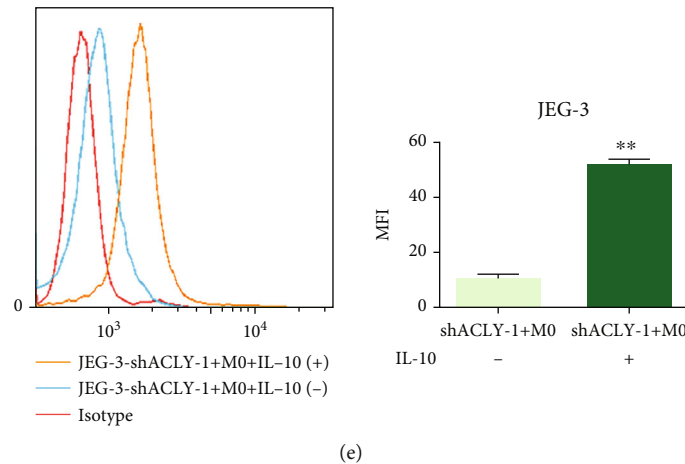 0
10³
10⁴
JEG-3-shACLY-1+M0+IL–10 (+)
JEG-3-shACLY-1+M0+IL–10 (–)
Isotype
JEG-3
MFI
60
40
20
0
**
shACLY-1+M0 shACLY-1+M0
IL-10 – +
(e)